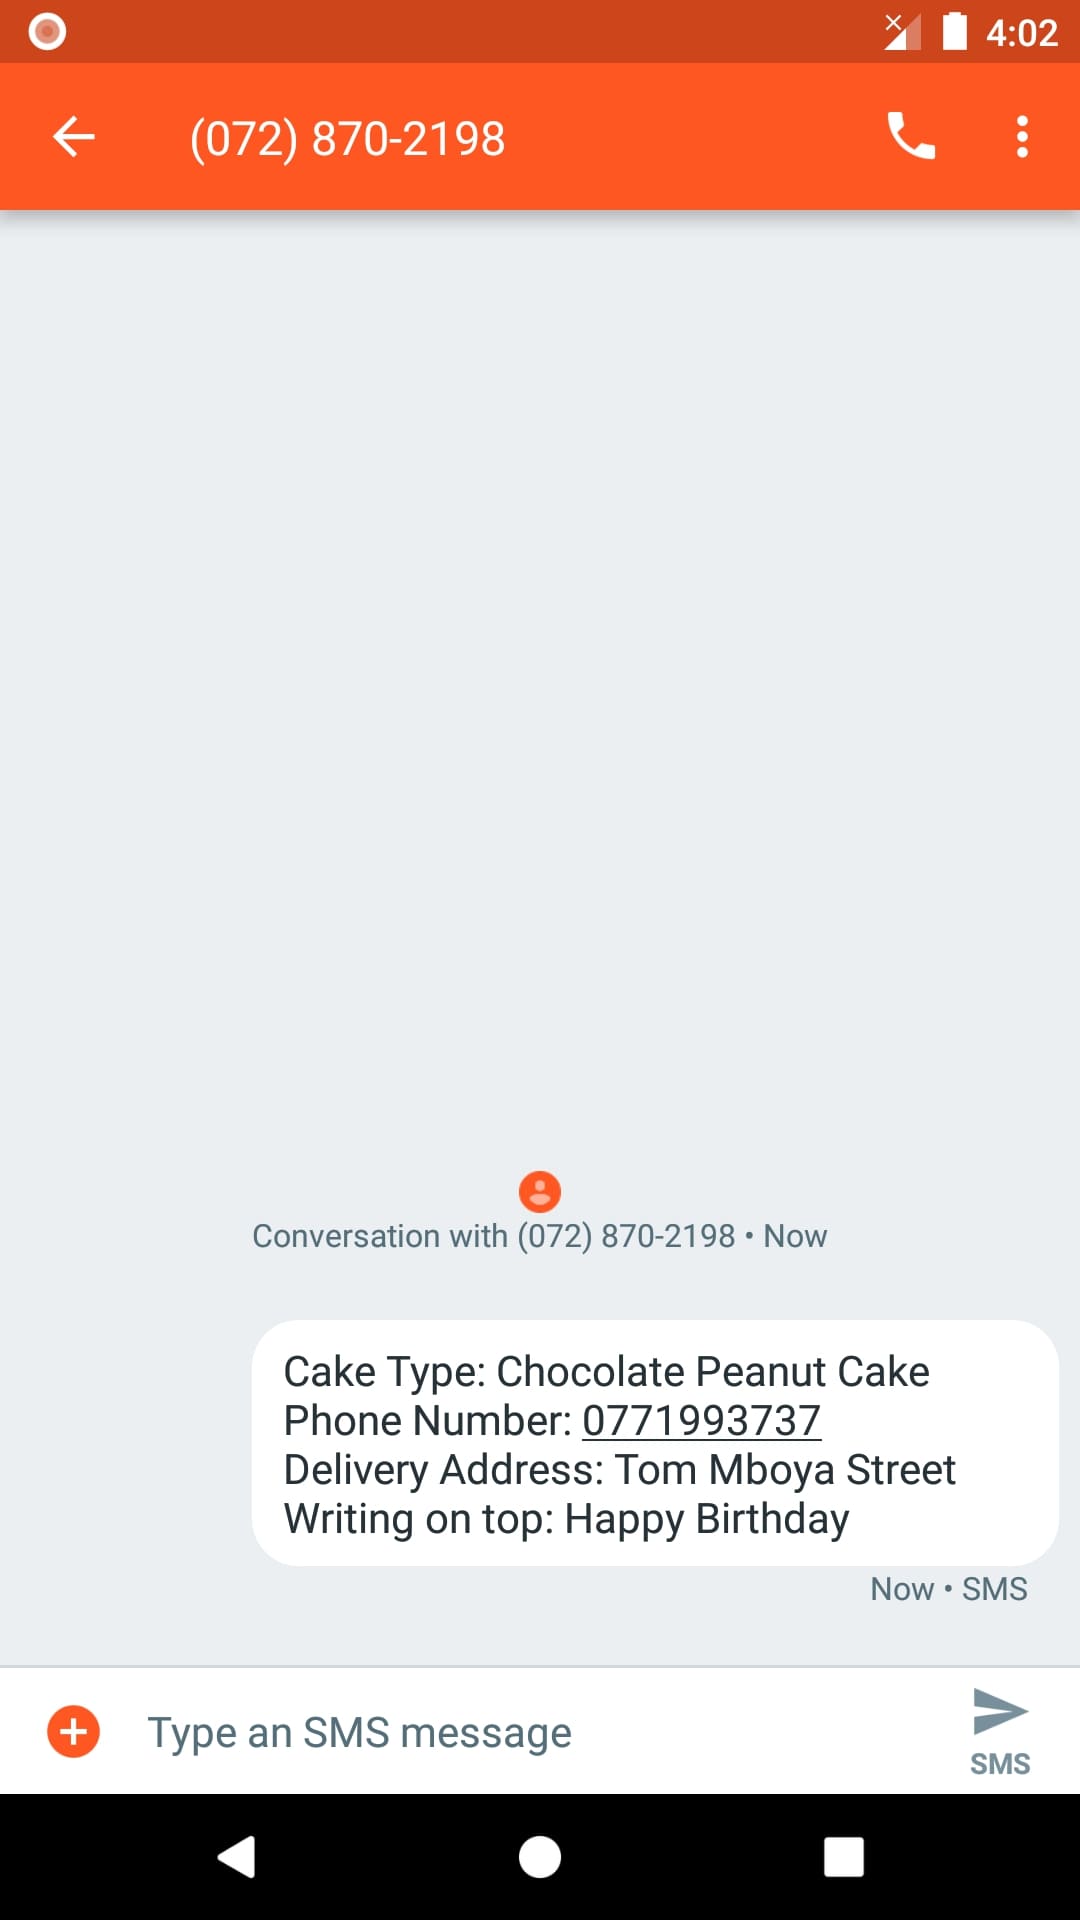 4:02
(072) 870-2198
Conversation with (072) 870-2198 • Now
Cake Type: Chocolate Peanut Cake
Phone Number: 0771993737
Delivery Address: Tom Mboya Street
Writing on top: Happy Birthday
Now • SMS
Type an SMS message
SMS